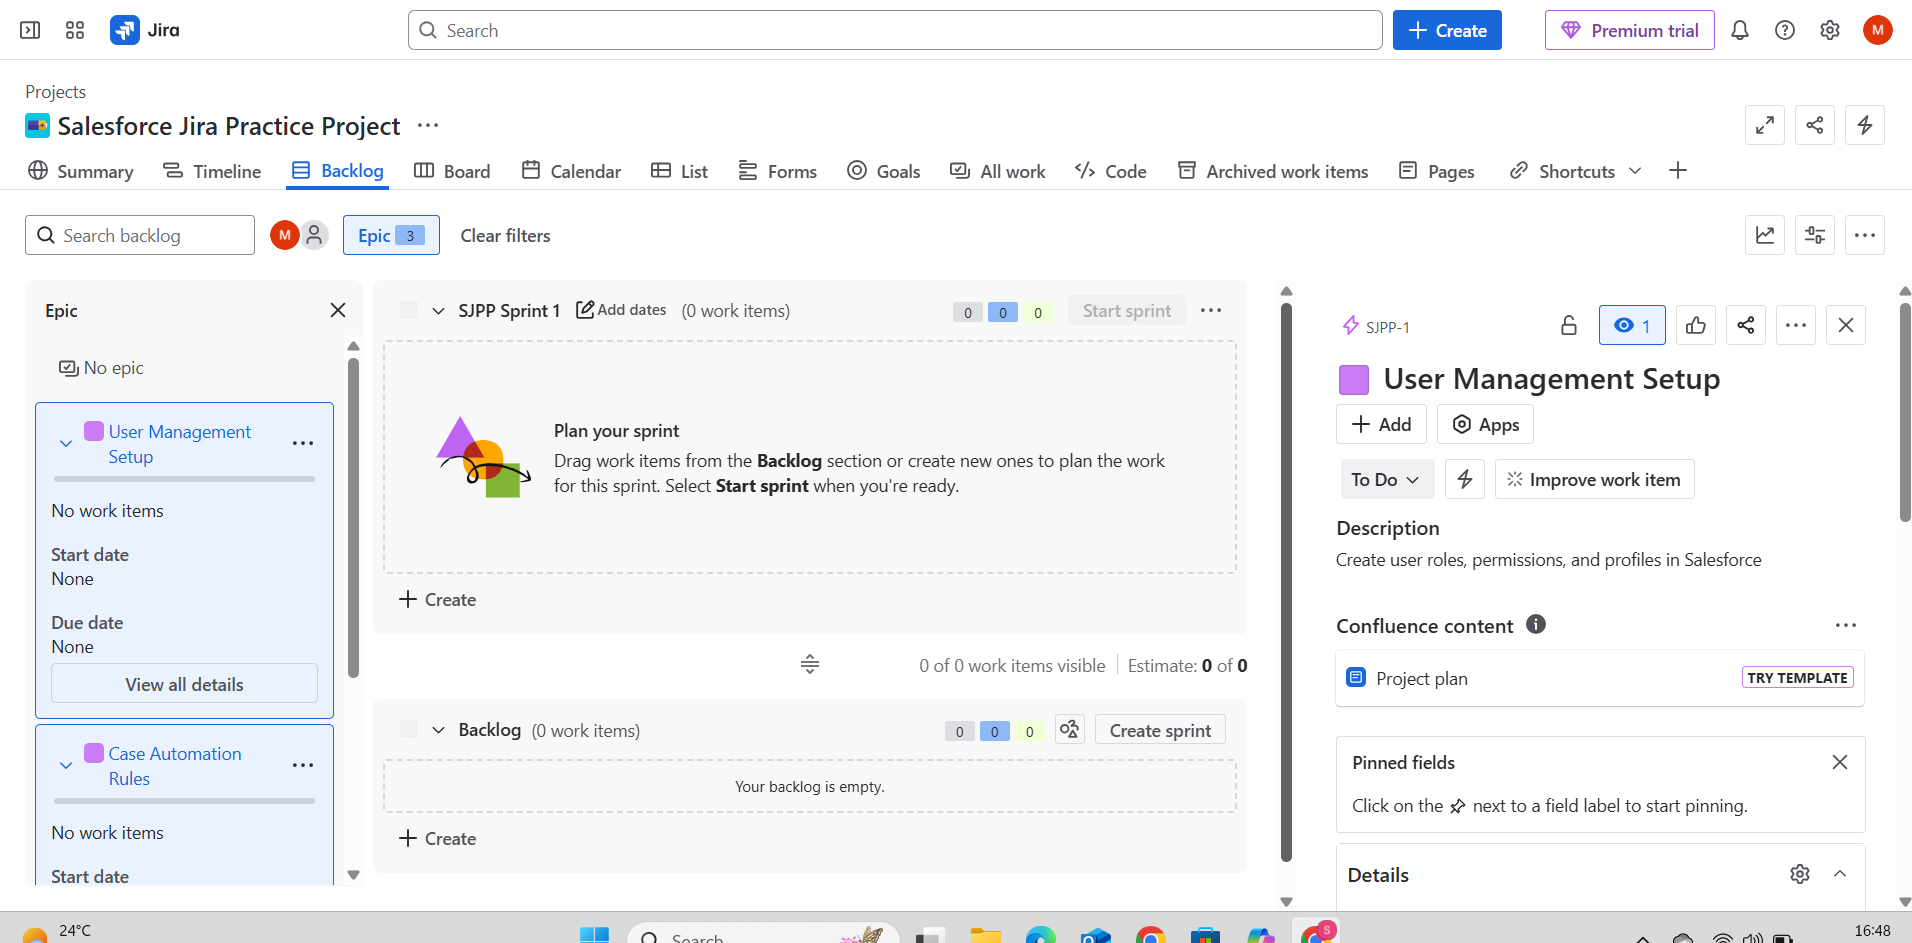 Jira
Search
Create
Premium trial
M
Projects
Salesforce Jira Practice Project
Summary
Timeline
Backlog
Board
Calendar
List
Forms
Goals
All work
Code
Archived work items
Pages
Shortcuts
Search backlog
M
Epic 3
Clear filters
Epic
No epic
User Management
Setup
No work items
Start date
None
Due date
None
View all details
Case Automation
Rules
No work items
Start date
SJPP Sprint 1
Add dates
(0 work items)
0 0 0
Start sprint
Plan your sprint
Drag work items from the Backlog section or create new ones to plan the work
for this sprint. Select Start sprint when you're ready.
Create
0 of 0 work items visible
Estimate: 0 of 0
Backlog (0 work items)
0 0 0
Create sprint
Your backlog is empty.
Create
SJPP-1
1
User Management Setup
Add
Apps
To Do
Improve work item
Description
Create user roles, permissions, and profiles in Salesforce
Confluence content
Project plan
TRY TEMPLATE
Pinned fields
Click on the next to a field label to start pinning.
Details
24°C
Search
S
16:48